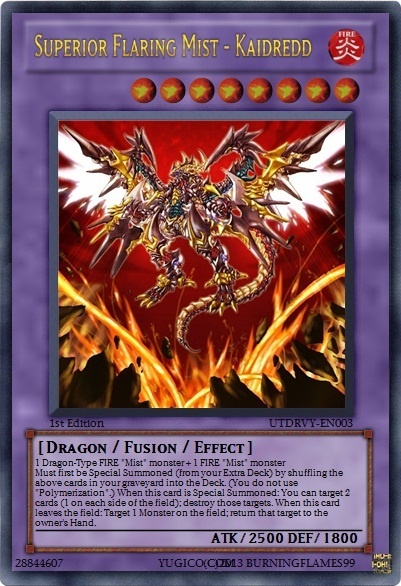 Superior Flaring Mist - Kaidredd
FIRE
炎
1st Edition UTDRVY-EN003
[ Dragon / Fusion / Effect ]
1 Dragon-Type FIRE "Mist" monster + 1 FIRE "Mist" monster
Must first be Special Summoned (from your Extra Deck) by shuffling the
above cards in your graveyard into the Deck. (You do not use
"Polymerization".) When this card is Special Summoned: You can target 2
cards (1 on each side of the field); destroy those targets. When this card
leaves the field: Target 1 Monster on the field; return that target to the
owner's Hand.
ATK / 2500 DEF / 1800
28844607 YUGICO.COM BURNINGFLAMES99